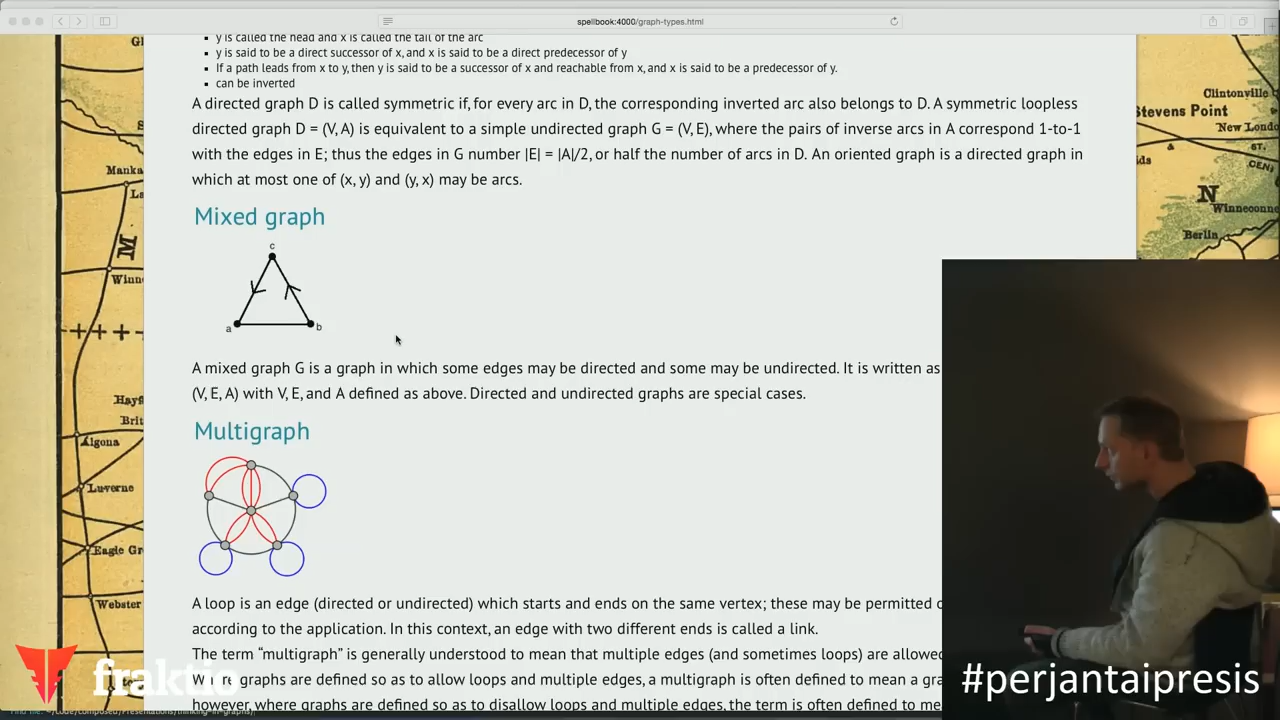 spellbook:4000/graph-types.html
y is called the head and x is called the tail of the arc
y is said to be a direct successor of x, and x is said to be a direct predecessor of y
If a path leads from x to y, then y is said to be a successor of x and reachable from x, and x is said to be a predecessor of y.
can be inverted
A directed graph D is called symmetric if, for every arc in D, the corresponding inverted arc also belongs to D. A symmetric loopless
directed graph D = (V, A) is equivalent to a simple undirected graph G = (V, E), where the pairs of inverse arcs in A correspond 1-to-1
with the edges in E; thus the edges in G number |E| = |A|/2, or half the number of arcs in D. An oriented graph is a directed graph in
which at most one of (x, y) and (y, x) may be arcs.
Mixed graph
c
a
b
A mixed graph G is a graph in which some edges may be directed and some may be undirected. It is written as
(V, E, A) with V, E, and A defined as above. Directed and undirected graphs are special cases.
Multigraph
A loop is an edge (directed or undirected) which starts and ends on the same vertex; these may be permitted
according to the application. In this context, an edge with two different ends is called a link.
The term “multigraph” is generally understood to mean that multiple edges (and sometimes loops) are allowed
Where graphs are defined so as to allow loops and multiple edges, a multigraph is often defined to mean a
however, where graphs are defined so as to disallow loops and multiple edges, the term is often defined to
Manka
M
Winn
Algona
Luverne
Eagle Gr
Webster
Clintonville
Stevens Point
New Londo
ST.
N
Winneconne
Berlin
fraktio
#perjantaipresis